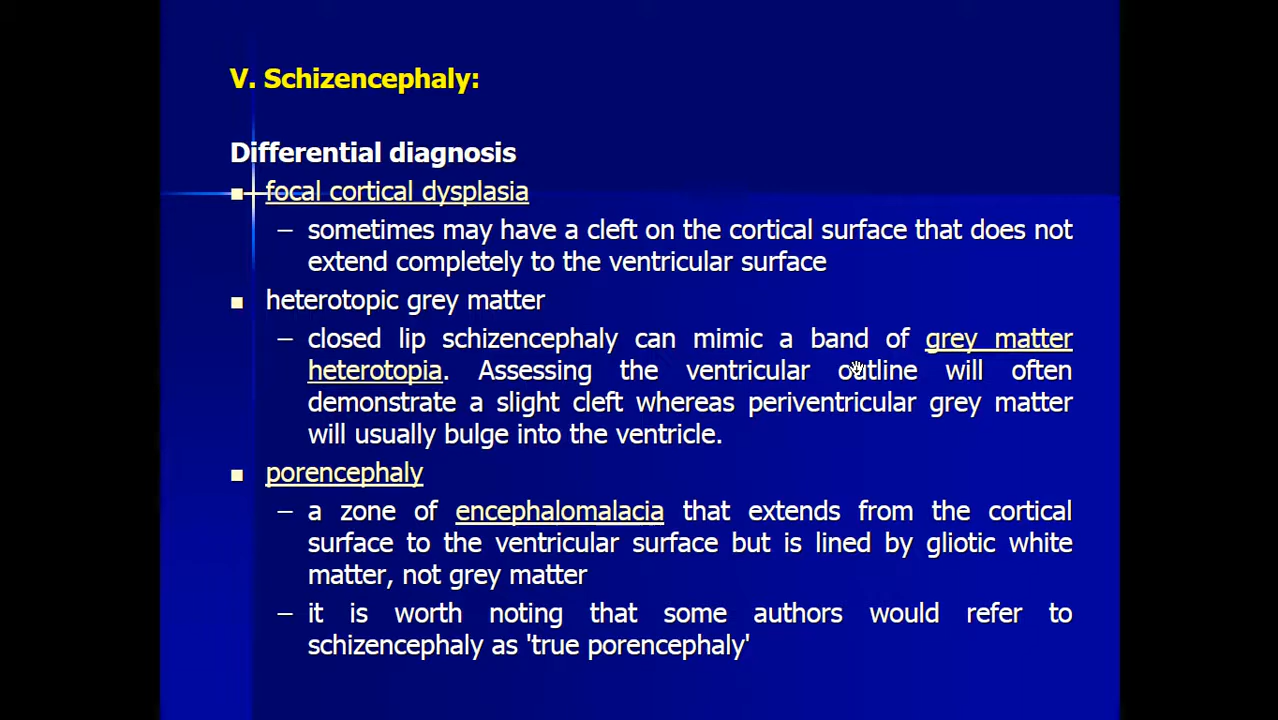 V. Schizencephaly:
Differential diagnosis
■ focal cortical dysplasia
– sometimes may have a cleft on the cortical surface that does not
extend completely to the ventricular surface
■ heterotopic grey matter
– closed lip schizencephaly can mimic a band of grey matter
heterotopia. Assessing the ventricular outline will often
demonstrate a slight cleft whereas periventricular grey matter
will usually bulge into the ventricle.
■ porencephaly
– a zone of encephalomalacia that extends from the cortical
surface to the ventricular surface but is lined by gliotic white
matter, not grey matter
– it is worth noting that some authors would refer to
schizencephaly as 'true porencephaly'